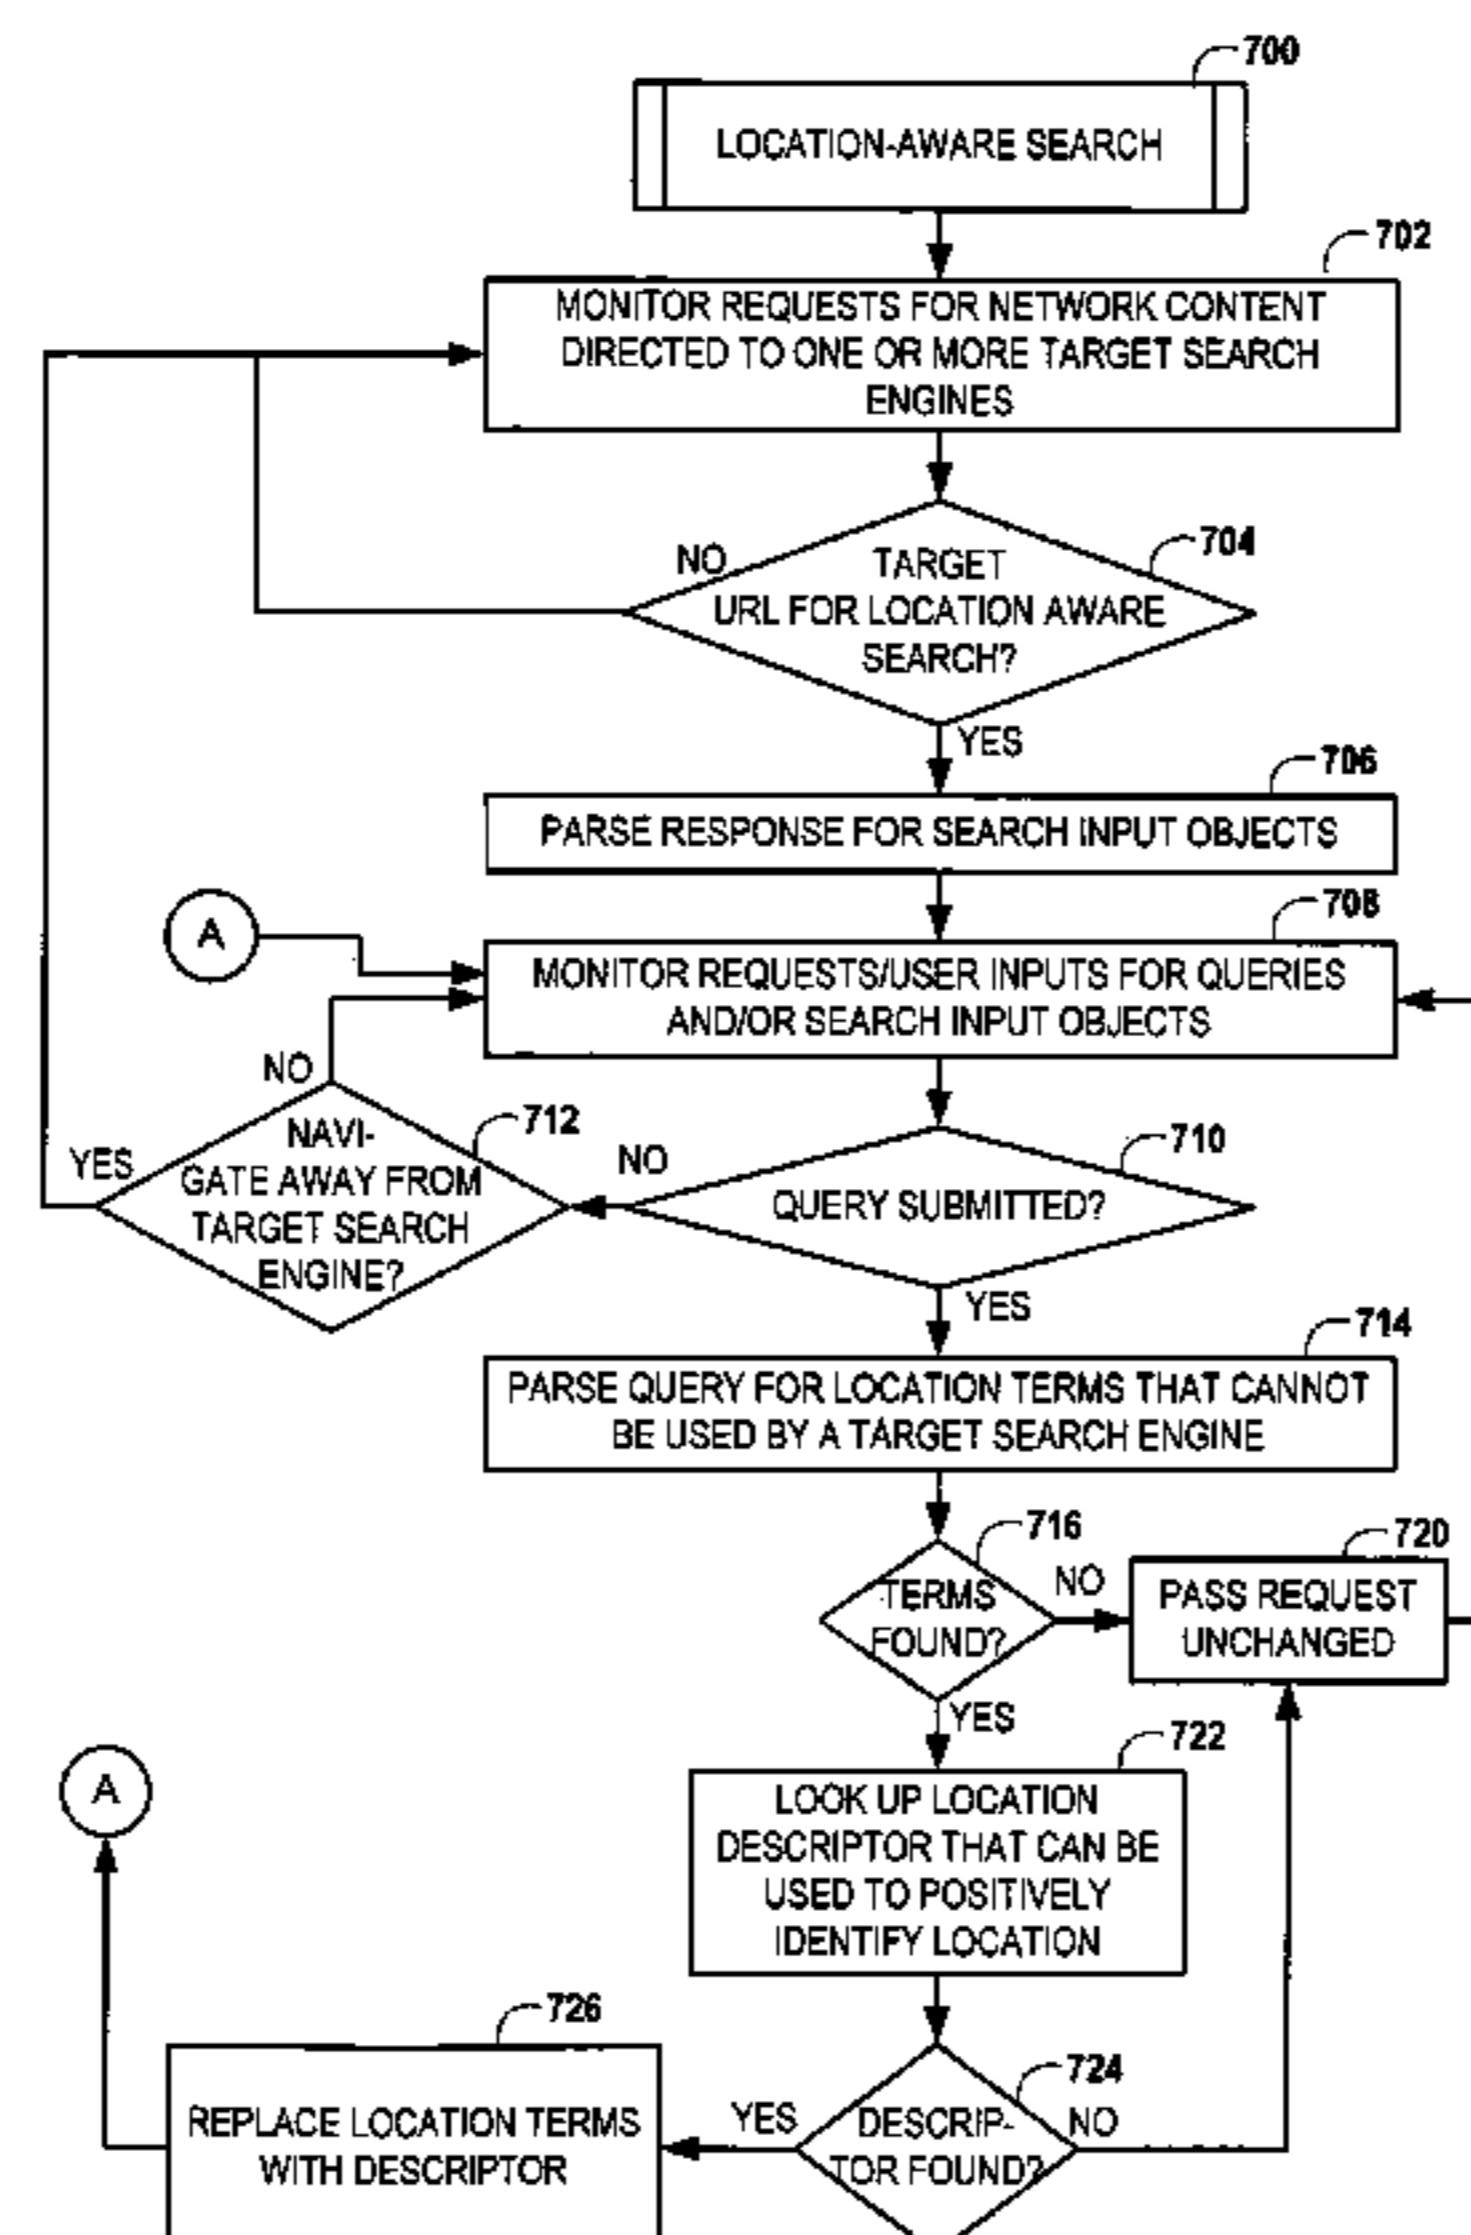 700
LOCATION-AWARE SEARCH
702
MONITOR REQUESTS FOR NETWORK CONTENT
DIRECTED TO ONE OR MORE TARGET SEARCH
ENGINES
704
NO
TARGET
URL FOR LOCATION AWARE
SEARCH?
YES
706
PARSE RESPONSE FOR SEARCH INPUT OBJECTS
708
A
MONITOR REQUESTS/USER INPUTS FOR QUERIES
AND/OR SEARCH INPUT OBJECTS
NO
712
NAVI-
GATE AWAY FROM
TARGET SEARCH
ENGINE?
YES
NO
710
QUERY SUBMITTED?
YES
714
PARSE QUERY FOR LOCATION TERMS THAT CANNOT
BE USED BY A TARGET SEARCH ENGINE
716
TERMS
FOUND?
NO
720
PASS REQUEST
UNCHANGED
YES
722
LOOK UP LOCATION
DESCRIPTOR THAT CAN BE
USED TO POSITIVELY
IDENTIFY LOCATION
A
726
REPLACE LOCATION TERMS
WITH DESCRIPTOR
724
YES
DESCRIP-
TOR FOUND?
NO